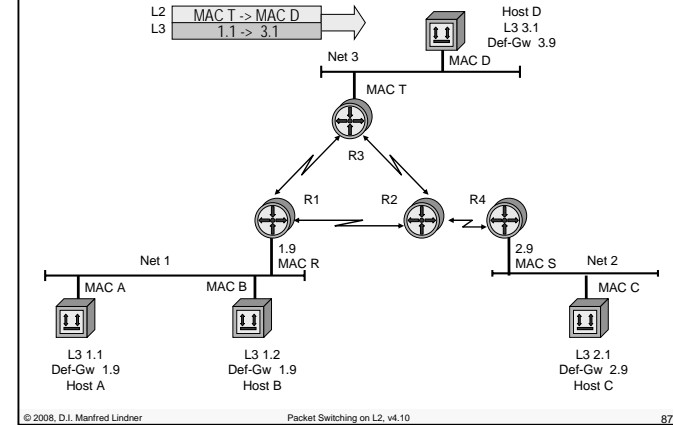 L2 MAC T -> MAC D
L3 1.1 -> 3.1
Host D
L3 3.1
Def-Gw 3.9
Net 3
MAC D
MAC T
R3
R1
R2
R4
1.9
MAC R
2.9
MAC S
Net 1
Net 2
MAC A
MAC B
MAC C
L3 1.1
Def-Gw 1.9
Host A
L3 1.2
Def-Gw 1.9
Host B
L3 2.1
Def-Gw 2.9
Host C
© 2008, D.I. Manfred Lindner
Packet Switching on L2, v4.10
87